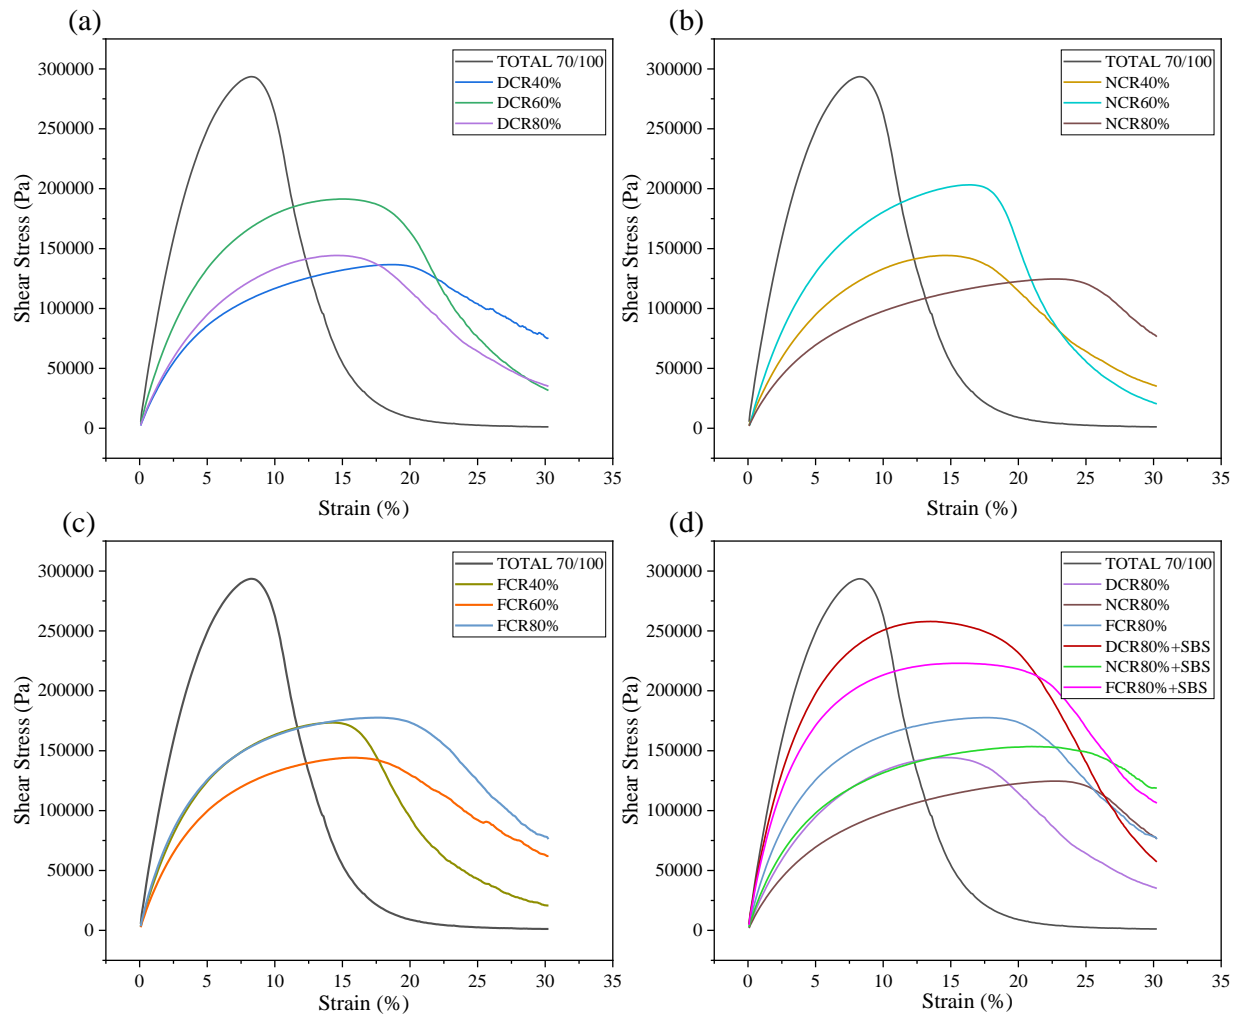 (a)
TOTAL 70/100
DCR40%
DCR60%
DCR80%
300000
250000
200000
150000
100000
50000
0
Shear Stress (Pa)
0 5 10 15 20 25 30 35
Strain (%)
(b)
TOTAL 70/100
NCR40%
NCR60%
NCR80%
300000
250000
200000
150000
100000
50000
0
Shear Stress (Pa)
0 5 10 15 20 25 30 35
Strain (%)
(c)
TOTAL 70/100
FCR40%
FCR60%
FCR80%
300000
250000
200000
150000
100000
50000
0
Shear Stress (Pa)
0 5 10 15 20 25 30 35
Strain (%)
(d)
TOTAL 70/100
DCR80%
NCR80%
FCR80%
DCR80%+SBS
NCR80%+SBS
FCR80%+SBS
300000
250000
200000
150000
100000
50000
0
Shear Stress (Pa)
0 5 10 15 20 25 30 35
Strain (%)